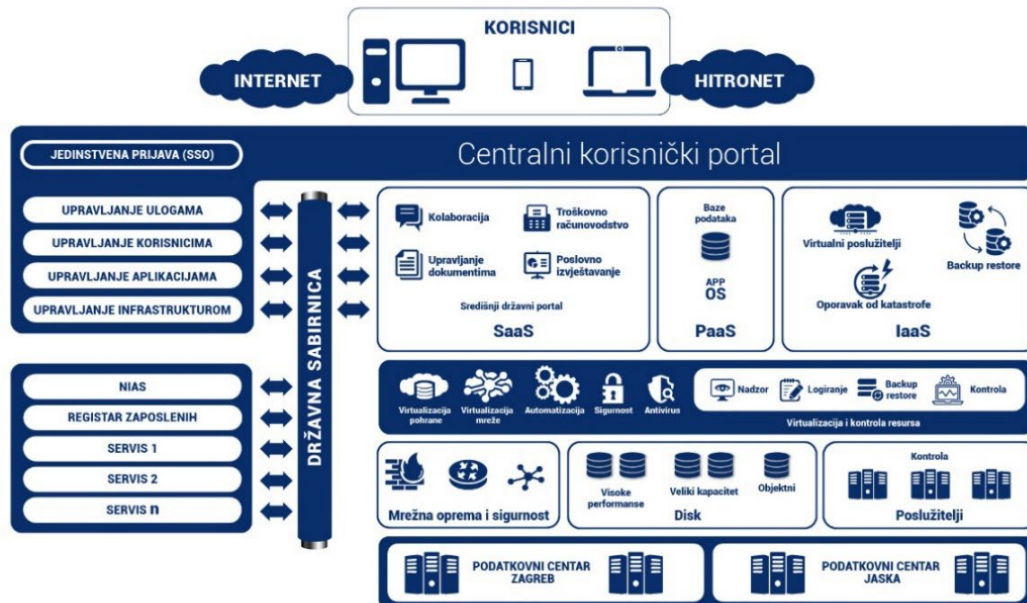 KORISNICI
INTERNET
HITRONET
JEDINSTVENA PRIJAVA (SSO)
Centralni korisnički portal
UPRAVLJANJE ULOGAMA
UPRAVLJANJE KORISNICIMA
UPRAVLJANJE APLIKACIJAMA
UPRAVLJANJE INFRASTRUKTUROM
NIAS
REGISTAR ZAPOSLENIH
SERVIS 1
SERVIS 2
SERVIS n
DRŽAVNA SABIRNICA
Kolaboracija
Troškovno
računovodstvo
Upravljanje
dokumentima
Poslovno
izvještavanje
Središnji državni portal
SaaS
Baze
podataka
APP
OS
PaaS
Virtualni poslužitelji
Backup restore
Oporavak od katastrofe
IaaS
Virtualizacija
pohrane
Virtualizacija
mreže
Automatizacija
Sigurnost
Antivirus
Nadzor
Logiranje
Backup
restore
Kontrola
Virtualizacija i kontrola resursa
Mrežna oprema i sigurnost
Visoke
performanse
Veliki kapacitet
Objektni
Disk
Kontrola
Poslužitelji
PODATKOVNI CENTAR
ZAGREB
PODATKOVNI CENTAR
JASKA